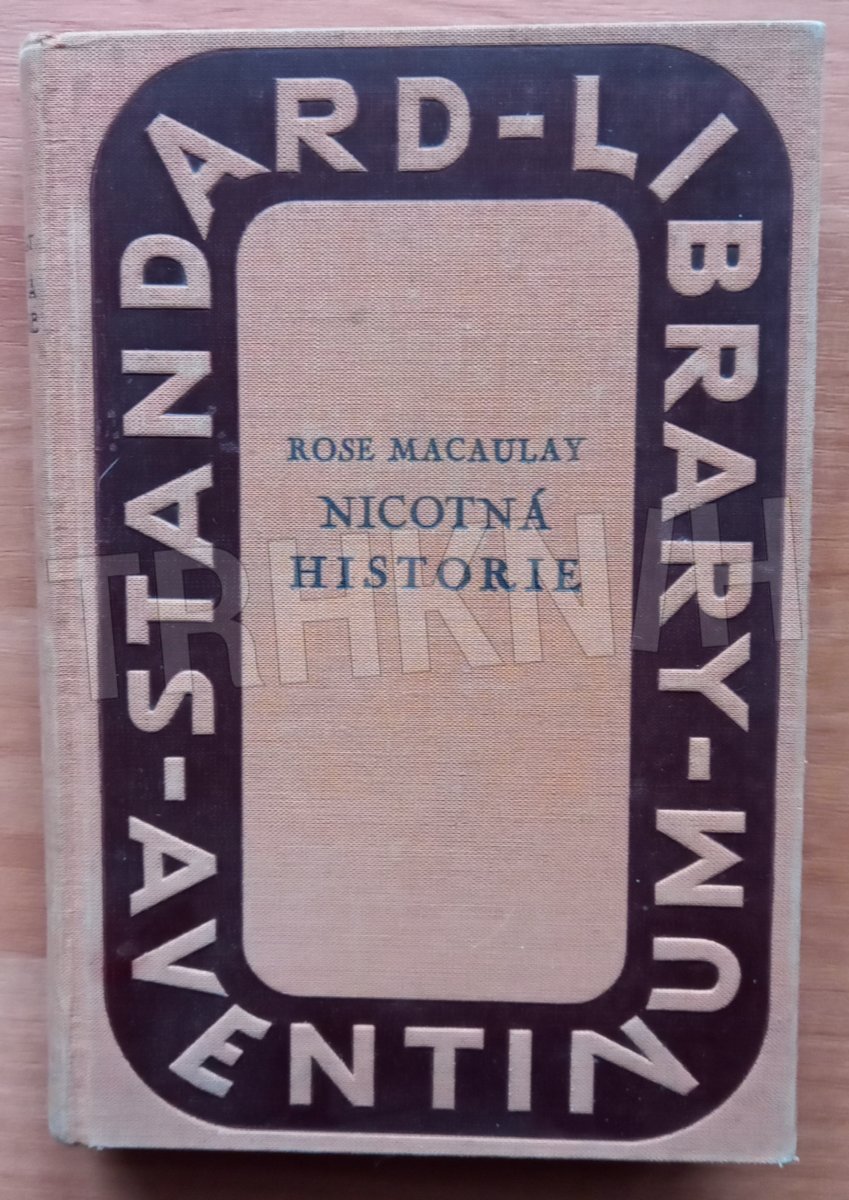 STANDARD-LIBRARY-AVENTINUM-
ROSE MACAULAY
NICOTNÁ
HISTORIE
TRHKNIH